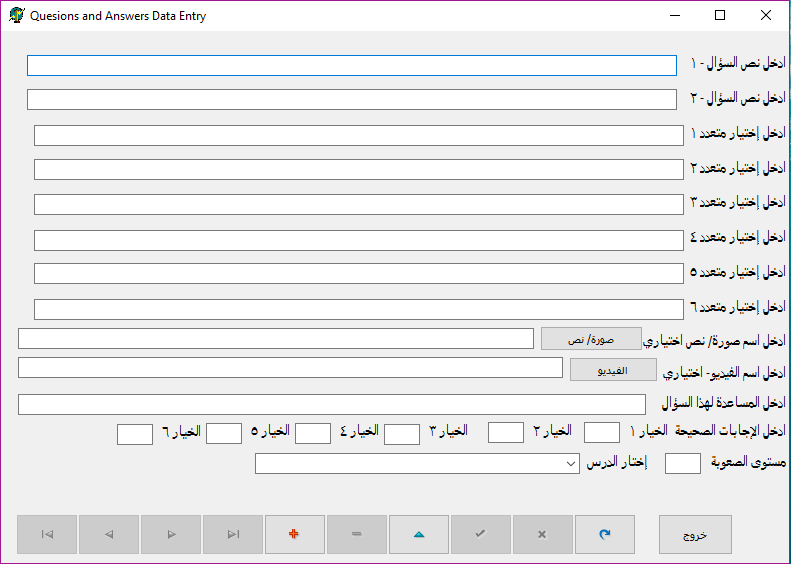 Quesions and Answers Data Entry
ادخل نص السؤال - ١
ادخل نص السؤال - ٢
ادخل إختيار متعدد ١
ادخل إختيار متعدد ٢
ادخل إختيار متعدد ٣
ادخل إختيار متعدد ٤
ادخل إختيار متعدد ٥
ادخل إختيار متعدد ٦
ادخل اسم صورة/ نص اختياري صورة/ نص
ادخل اسم الفيديو- اختياري الفيديو
ادخل المساعدة لهذا السؤال
ادخل الإجابات الصحيحة الخيار ١ الخيار ٢ الخيار ٣ الخيار ٤ الخيار ٥ الخيار ٦
مستوى الصعوبة إختار الدرس
خروج